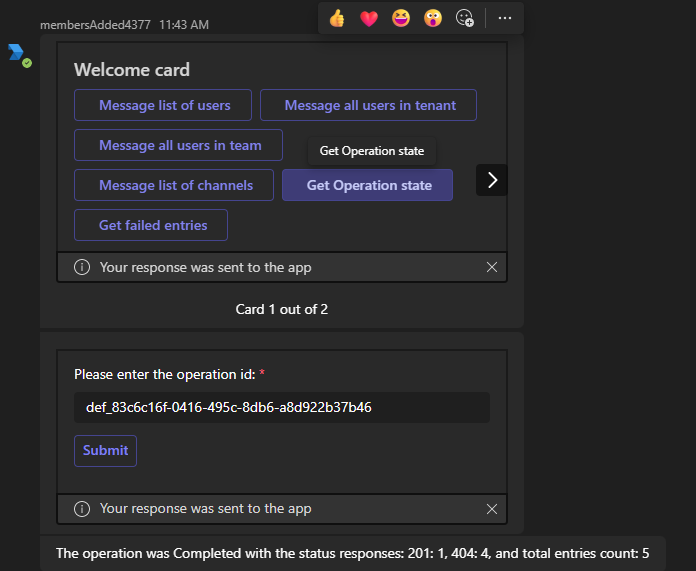 membersAdded4377 11:43 AM
Welcome card
Message list of users
Message all users in tenant
Message all users in team
Get Operation state
Message list of channels
Get Operation state
Get failed entries
Your response was sent to the app
Card 1 out of 2
Please enter the operation id: *
def_83c6c16f-0416-495c-8db6-a8d922b37b46
Submit
Your response was sent to the app
The operation was Completed with the status responses: 201: 1, 404: 4, and total entries count: 5